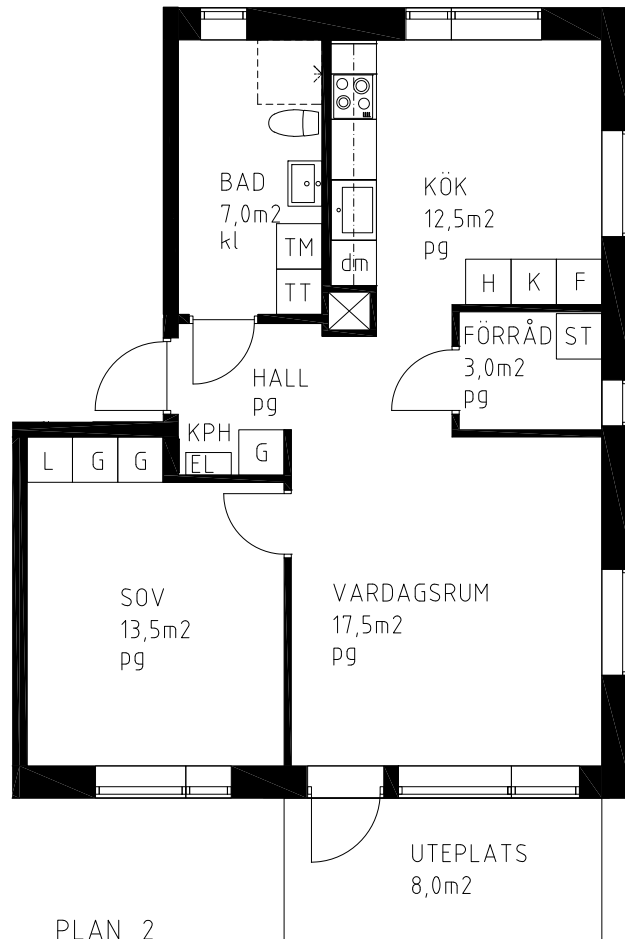 BAD
7,0m2
kl
TM
TT
dm
KÖK
12,5m2
pg
H K F
FÖRRÅD
3,0m2
pg
ST
HALL
pg
KPH
EL
G
L G G
SOV
13,5m2
pg
VARDAGSRUM
17,5m2
pg
UTEPLATS
8,0m2
PLAN 2